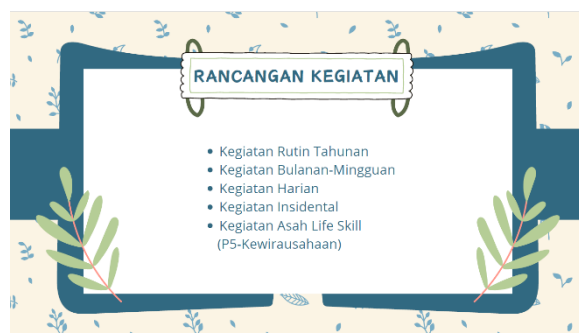 RANCANGAN KEGIATAN
• Kegiatan Rutin Tahunan
• Kegiatan Bulanan-Mingguan
• Kegiatan Harian
• Kegiatan Insidental
• Kegiatan Asah Life Skill
(P5-Kewirausahaan)